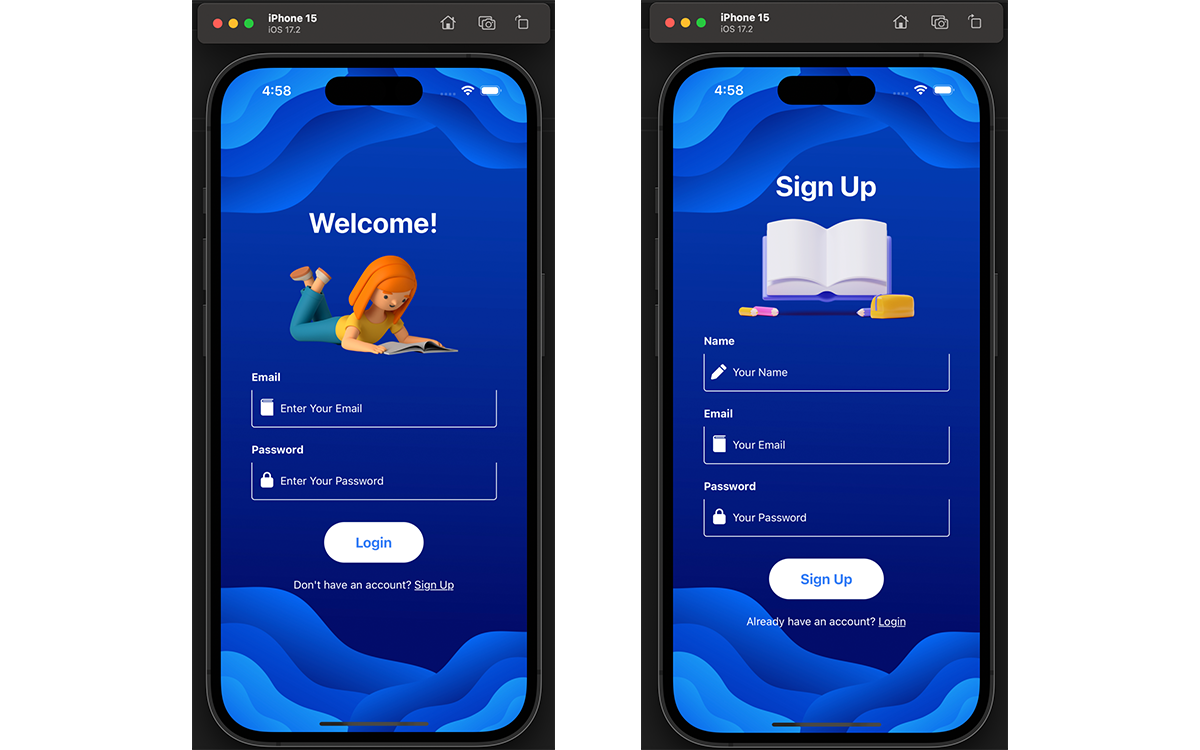 iPhone 15
iOS 17.2
4:58
Welcome!
Email
Enter Your Email
Password
Enter Your Password
Login
Don't have an account? Sign Up
iPhone 15
iOS 17.2
4:58
Sign Up
Name
Your Name
Email
Your Email
Password
Your Password
Sign Up
Already have an account? Login